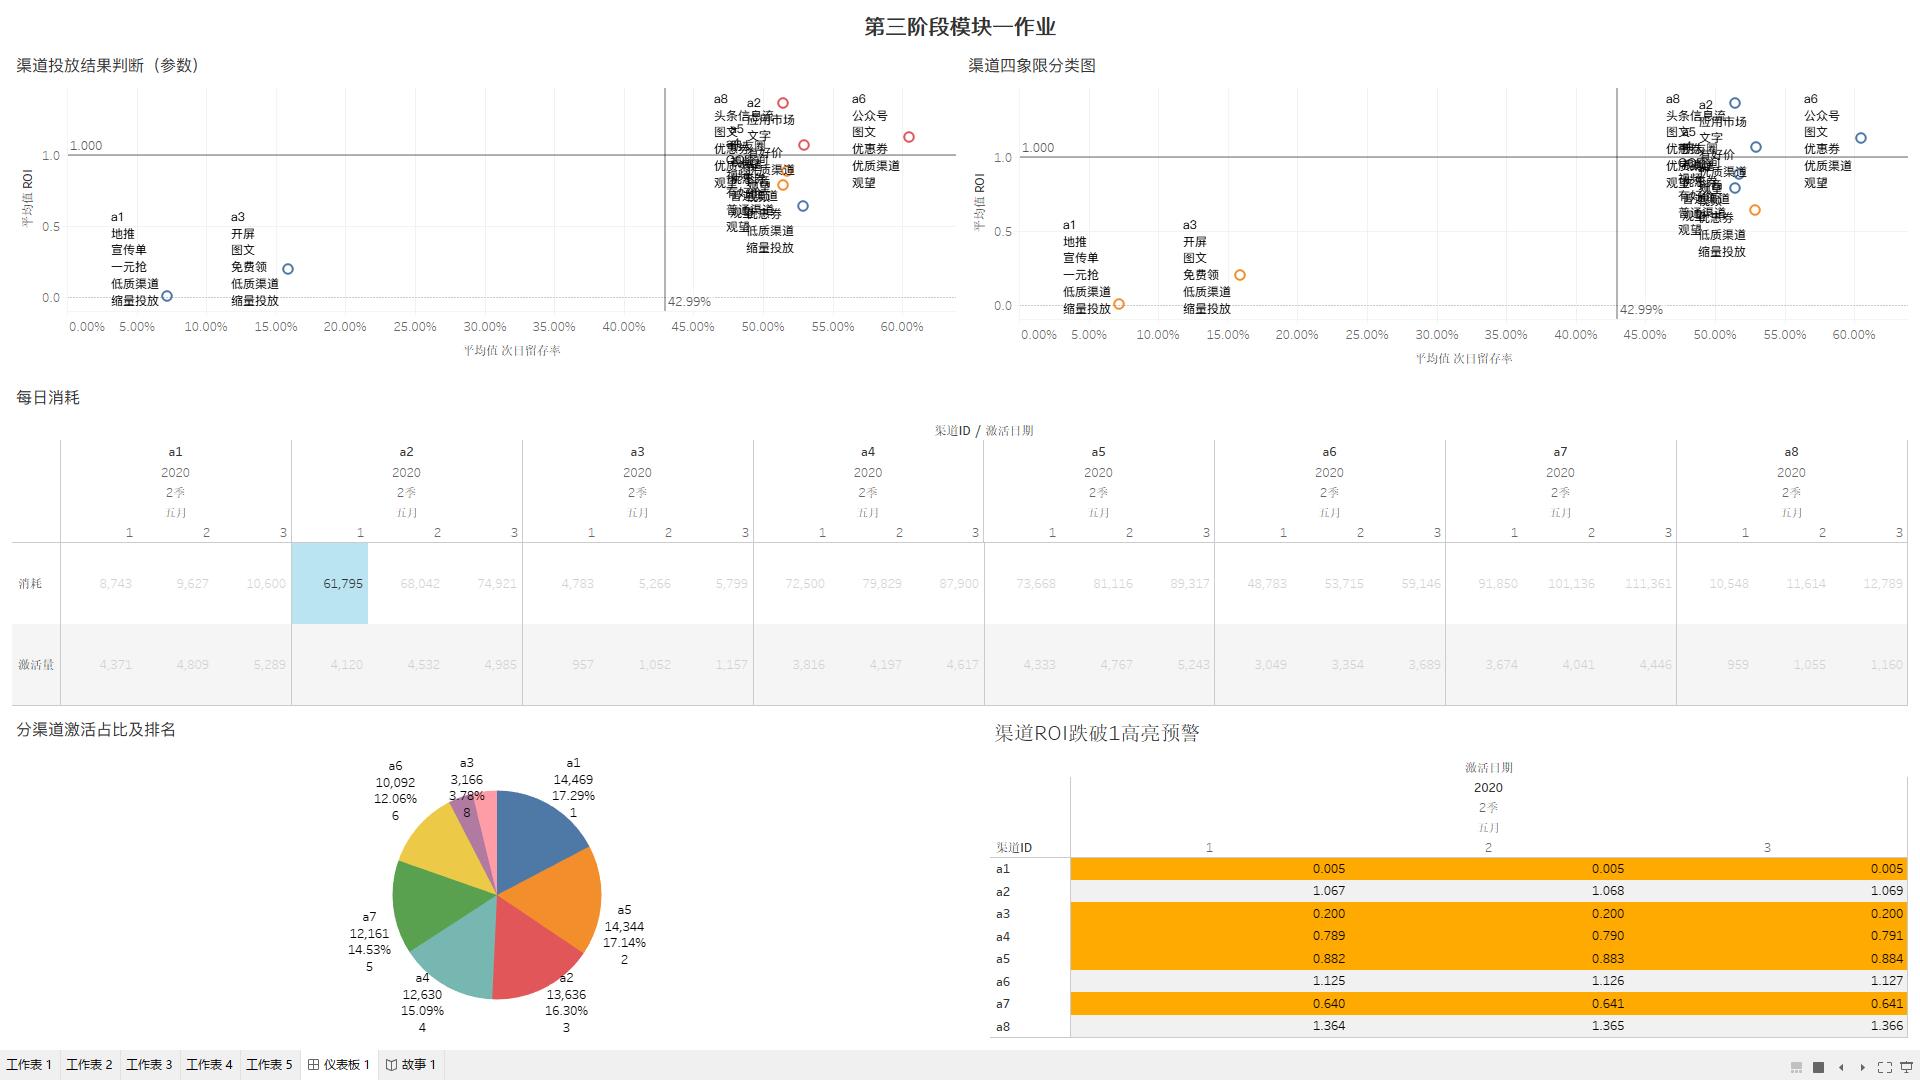 第三阶段模块一作业
渠道投放结果判断（参数）
a8
头条信息流
图文
a2
应用市场
文字
a6
公众号
图文
优惠券
优质渠道
观望
a1
地推
宣传单
一元抢
低质渠道
缩量投放
a3
开屏
图文
免费领
低质渠道
缩量投放
观望
低质渠道
缩量投放
1.000
42.99%
平均值 ROI
1.0
0.5
0.0
0.00% 5.00% 10.00% 15.00% 20.00% 25.00% 30.00% 35.00% 40.00% 45.00% 50.00% 55.00% 60.00%
平均值 次日留存率
渠道四象限分类图
a8
头条信息流
图文
a2
应用市场
文字
a6
公众号
图文
优惠券
优质渠道
观望
a1
地推
宣传单
一元抢
低质渠道
缩量投放
a3
开屏
图文
免费领
低质渠道
缩量投放
观望
低质渠道
缩量投放
1.000
42.99%
平均值 ROI
1.0
0.5
0.0
0.00% 5.00% 10.00% 15.00% 20.00% 25.00% 30.00% 35.00% 40.00% 45.00% 50.00% 55.00% 60.00%
平均值 次日留存率
每日消耗
渠道ID / 激活日期
a1 a2 a3 a4 a5 a6 a7 a8
2020 2020 2020 2020 2020 2020 2020 2020
2季 2季 2季 2季 2季 2季 2季 2季
五月 五月 五月 五月 五月 五月 五月 五月
1 2 3 1 2 3 1 2 3 1 2 3 1 2 3 1 2 3 1 2 3 1 2 3
消耗 8,743 9,627 10,600 61,795 68,042 74,921 4,783 5,266 5,799 72,500 79,829 87,900 73,668 81,116 89,317 48,783 53,715 59,146 91,850 101,136 111,361 10,548 11,614 12,789
激活量 4,371 4,809 5,289 4,120 4,532 4,985 957 1,052 1,157 3,816 4,197 4,617 4,333 4,767 5,243 3,049 3,354 3,689 3,674 4,041 4,446 959 1,055 1,160
分渠道激活占比及排名
a6
10,092
12.06%
6
a3
3,166
3.78%
8
a1
14,469
17.29%
1
a5
14,344
17.14%
2
a7
12,161
14.53%
5
a4
12,630
15.09%
4
a2
13,636
16.30%
3
渠道ROI跌破1高亮预警
激活日期
2020
2季
五月
渠道ID 1 2 3
a1 0.005 0.005 0.005
a2 1.067 1.068 1.069
a3 0.200 0.200 0.200
a4 0.789 0.790 0.791
a5 0.882 0.883 0.884
a6 1.125 1.126 1.127
a7 0.640 0.641 0.641
a8 1.364 1.365 1.366
工作表 1 工作表 2 工作表 3 工作表 4 工作表 5 仪表板 1 故事 1